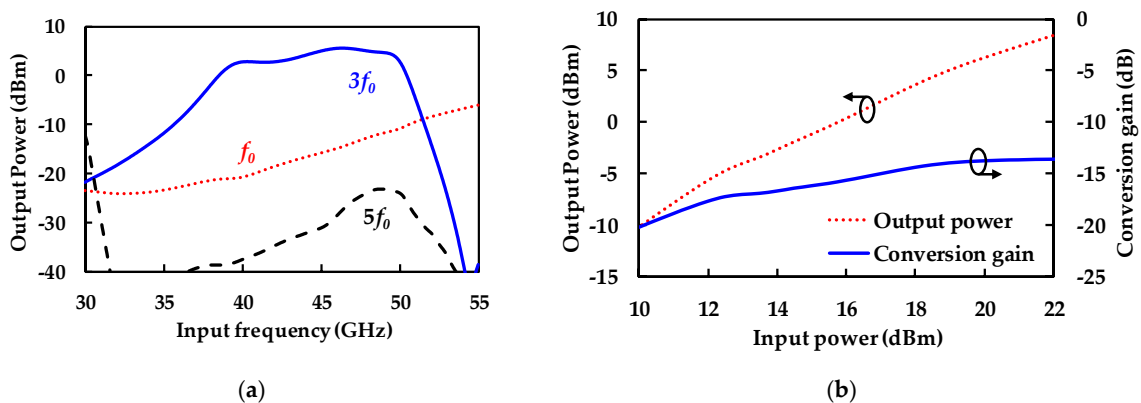 10
0
-10
-20
-30
-40
Output Power (dBm)
30
35
40
45
50
55
Input frequency (GHz)
3f₀
f₀
5f₀
(a)
10
5
0
-5
-10
-15
Output Power (dBm)
0
-5
-10
-15
-20
-25
Conversion gain (dB)
Output power
Conversion gain
10
12
14
16
18
20
22
Input power (dBm)
(b)